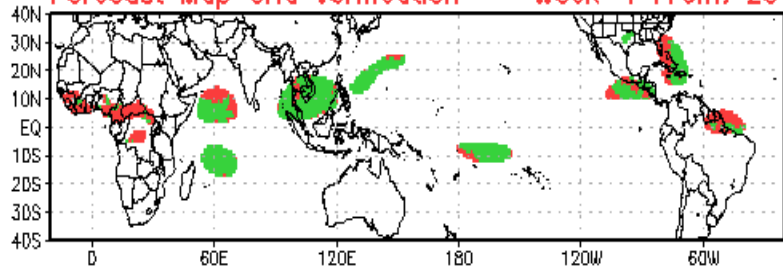 Forecast Map and Verification Week-1 from: 20
40N
30N
20N
10N
EQ
10S
20S
30S
40S
0 60E 120E 180 120W 60W